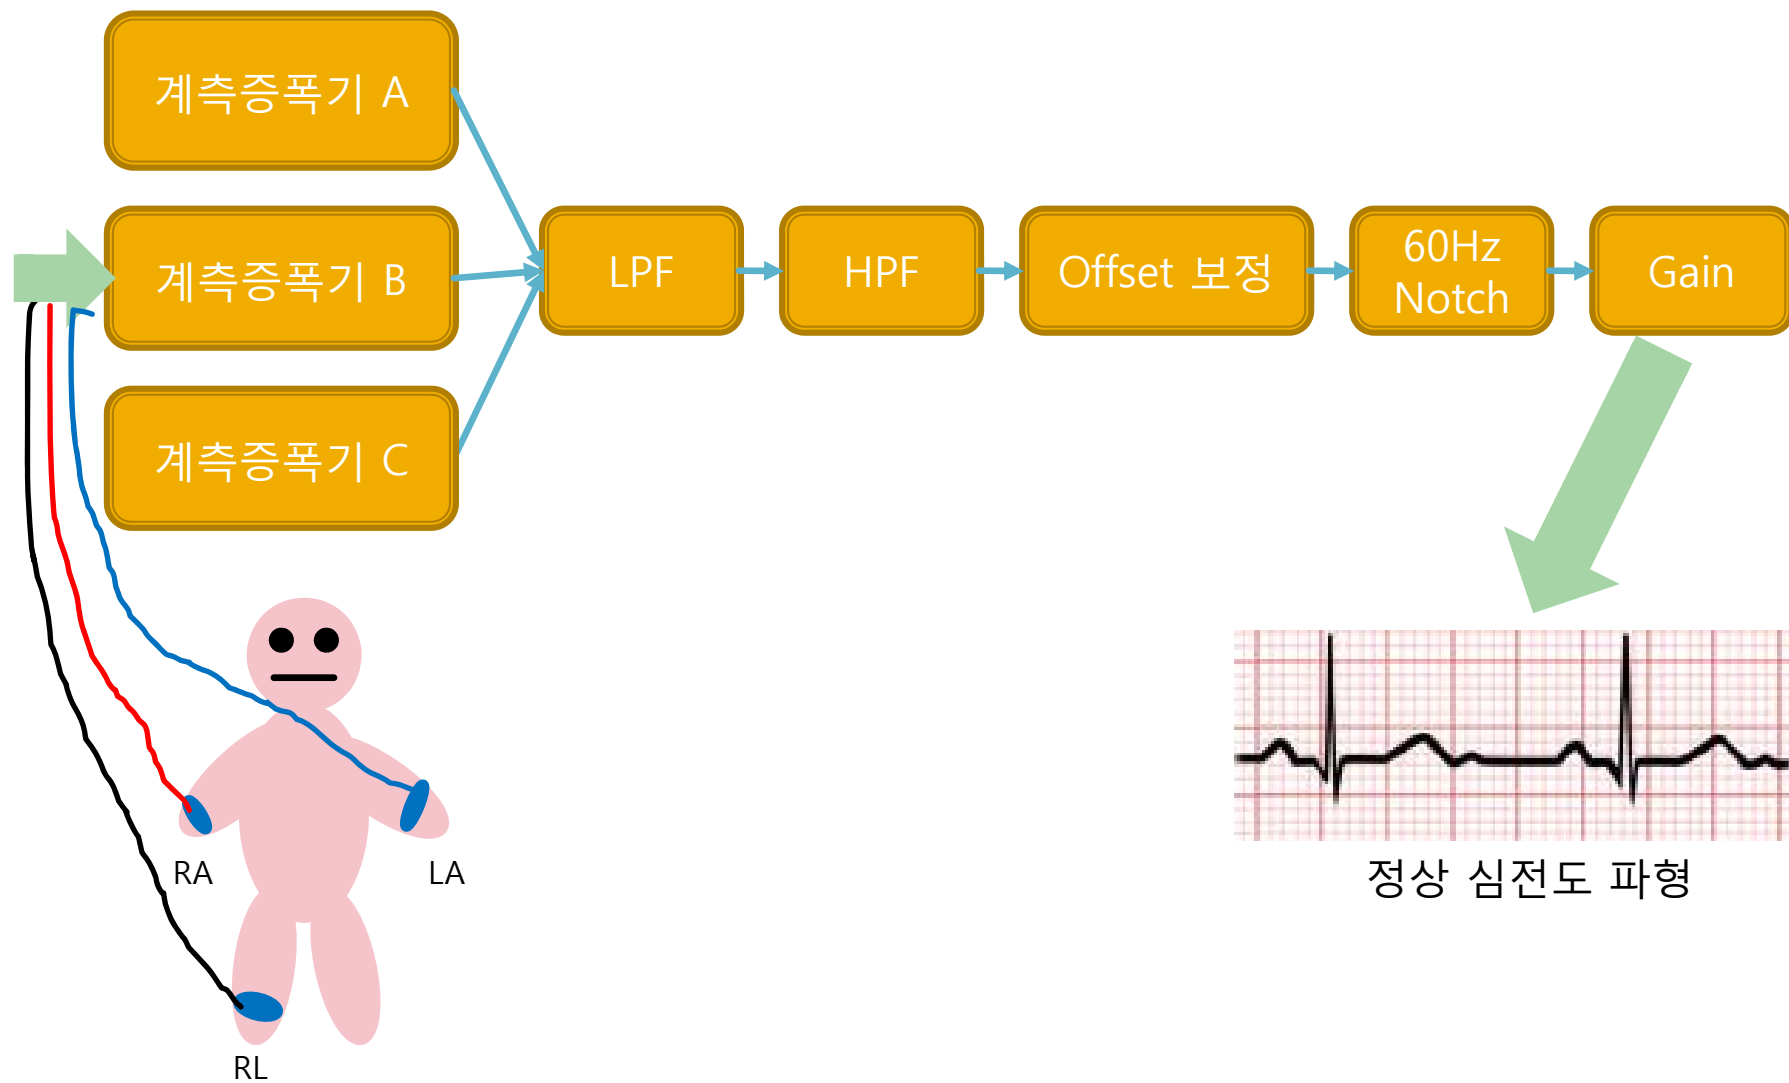 계측증폭기 A
계측증폭기 B
계측증폭기 C
LPF
HPF
Offset 보정
60Hz
Notch
Gain
RA
LA
RL
정상 심전도 파형